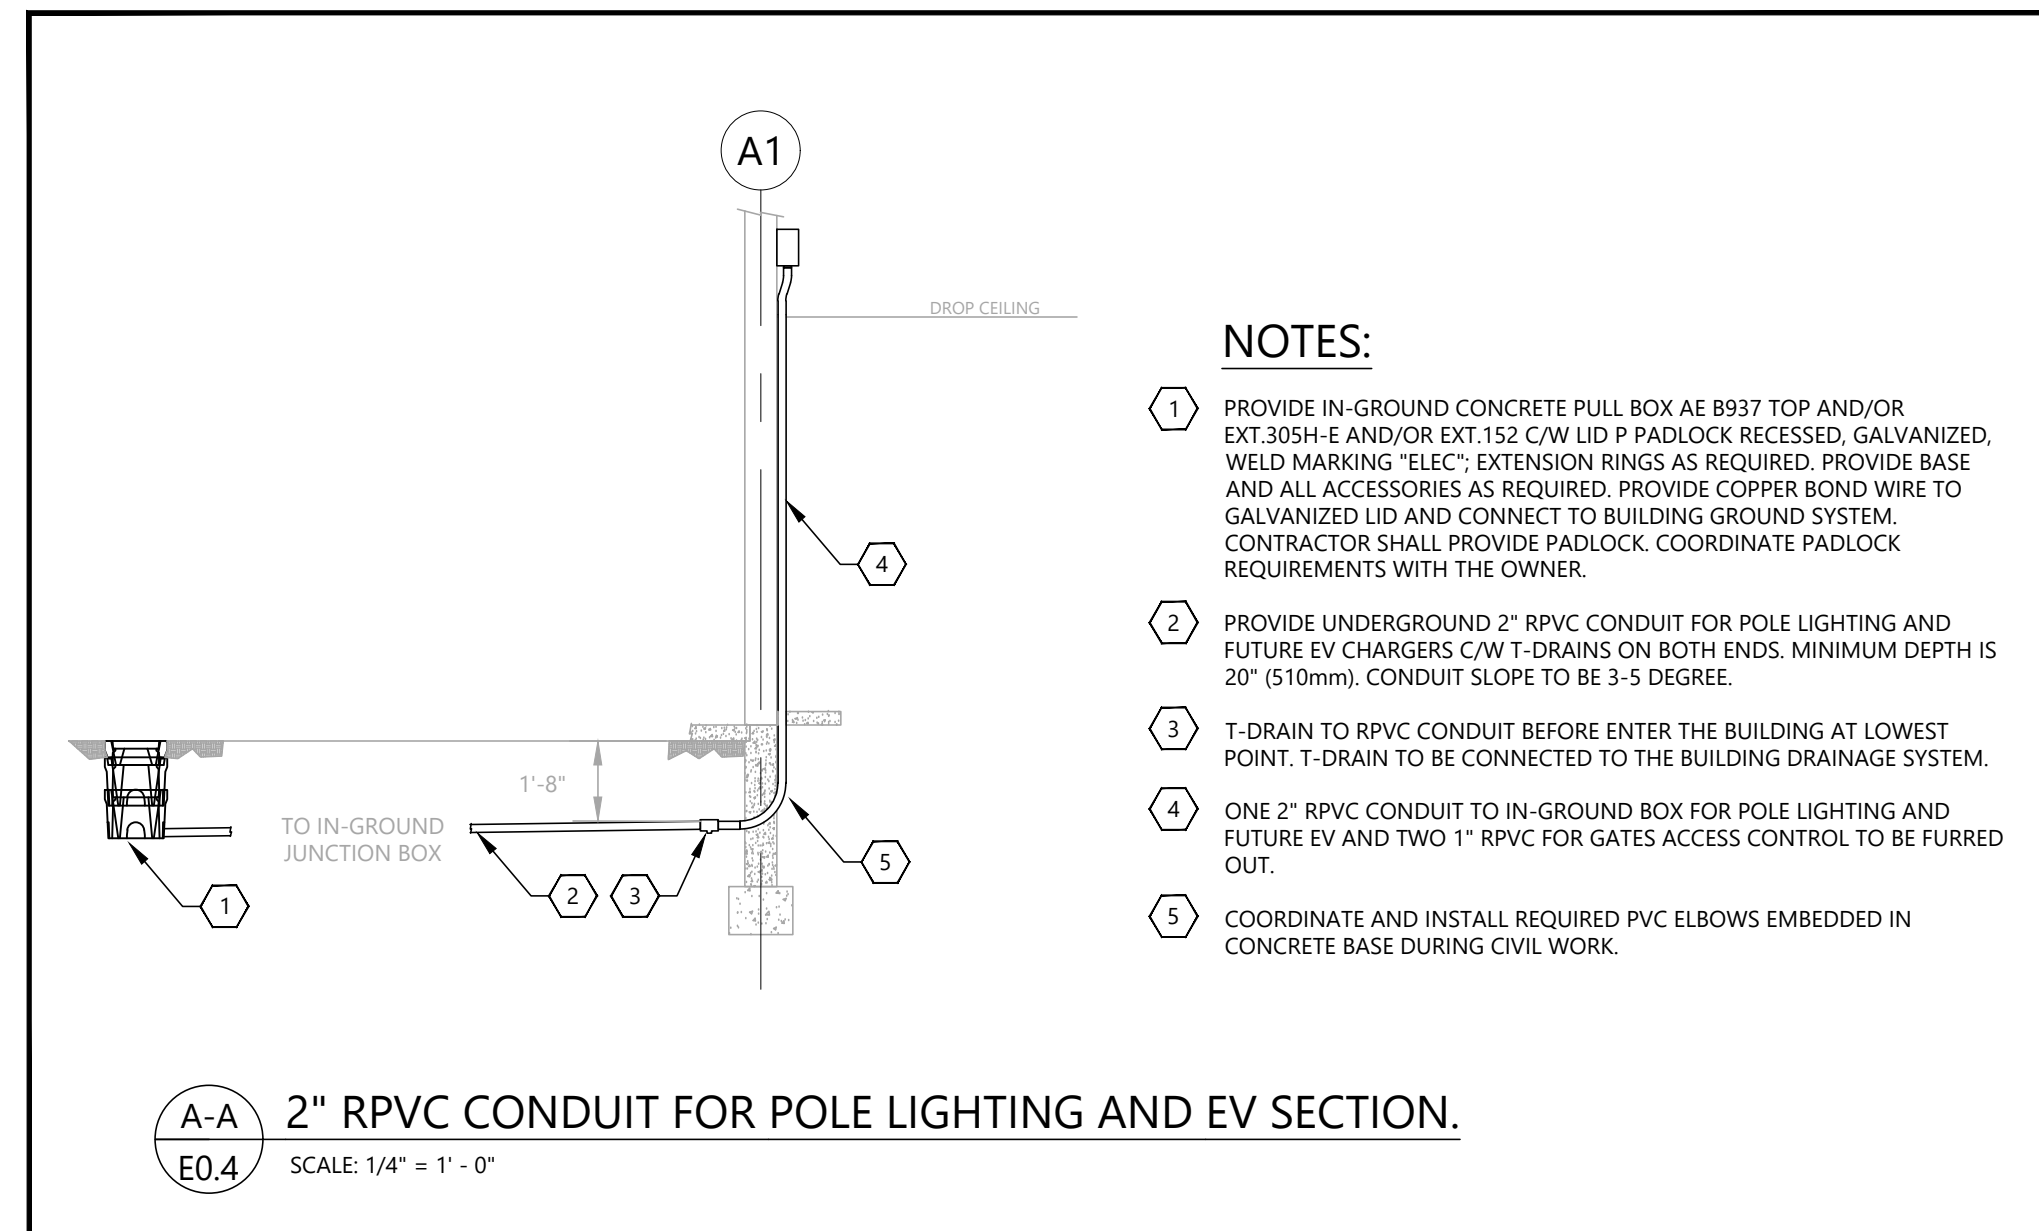 A1
DROP CEILING
4
1'-8"
TO IN-GROUND
JUNCTION BOX
5
2
3
1
NOTES:
1
PROVIDE IN-GROUND CONCRETE PULL BOX AE B937 TOP AND/OR
EXT.305H-E AND/OR EXT.152 C/W LID P PADLOCK RECESSED, GALVANIZED,
WELD MARKING "ELEC"; EXTENSION RINGS AS REQUIRED. PROVIDE BASE
AND ALL ACCESSORIES AS REQUIRED. PROVIDE COPPER BOND WIRE TO
GALVANIZED LID AND CONNECT TO BUILDING GROUND SYSTEM.
CONTRACTOR SHALL PROVIDE PADLOCK. COORDINATE PADLOCK
REQUIREMENTS WITH THE OWNER.
2
PROVIDE UNDERGROUND 2" RPVC CONDUIT FOR POLE LIGHTING AND
FUTURE EV CHARGERS C/W T-DRAINS ON BOTH ENDS. MINIMUM DEPTH IS
20" (510mm). CONDUIT SLOPE TO BE 3-5 DEGREE.
3
T-DRAIN TO RPVC CONDUIT BEFORE ENTER THE BUILDING AT LOWEST
POINT. T-DRAIN TO BE CONNECTED TO THE BUILDING DRAINAGE SYSTEM.
4
ONE 2" RPVC CONDUIT TO IN-GROUND BOX FOR POLE LIGHTING AND
FUTURE EV AND TWO 1" RPVC FOR GATES ACCESS CONTROL TO BE FURRED
OUT.
5
COORDINATE AND INSTALL REQUIRED PVC ELBOWS EMBEDDED IN
CONCRETE BASE DURING CIVIL WORK.
A-A
E0.4
2" RPVC CONDUIT FOR POLE LIGHTING AND EV SECTION.
SCALE: 1/4" = 1' - 0"